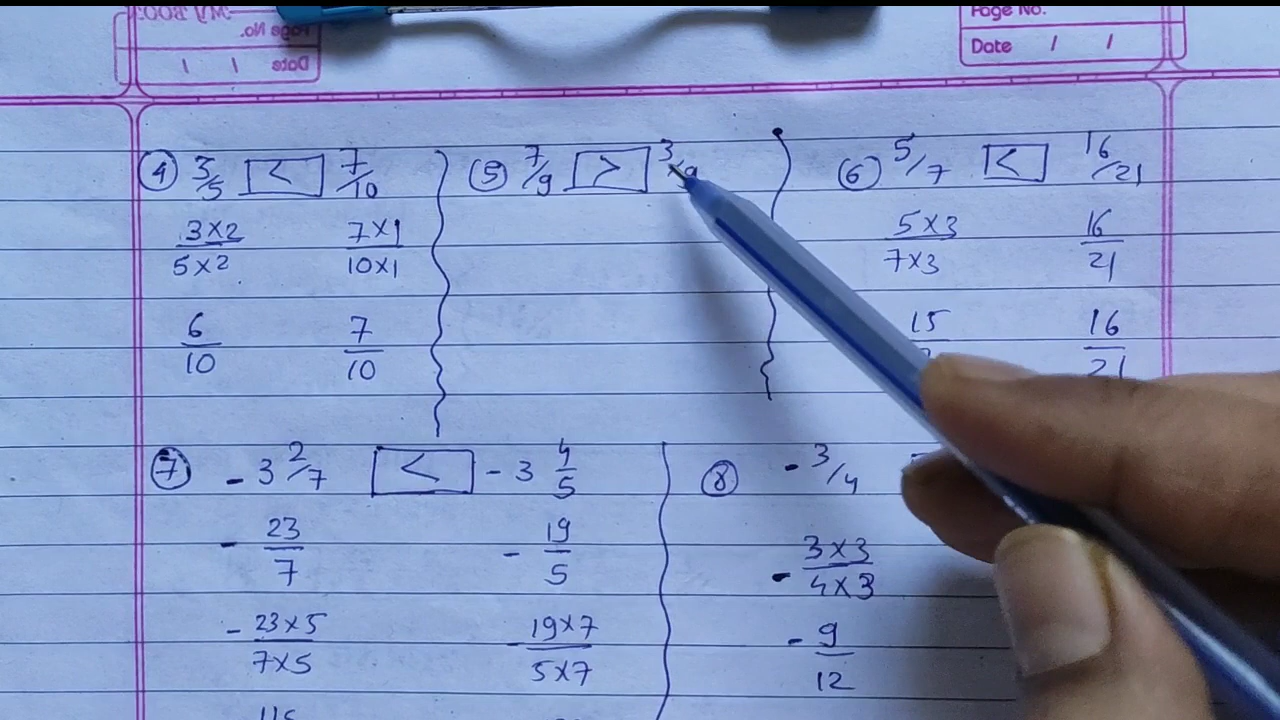 Page No.
Date / /
④ 3/5 < 7/10
3×2/5×2 7×1/10×1
6/10 7/10
⑤ 7/9 > 3/9
⑥ 5/7 < 16/21
5×3/7×3 16/21
15 16/21
⑦ - 3 2/7 < - 3 4/5
- 23/7 - 19/5
- 23×5/7×5 - 19×7/5×7
115
⑧ - 3/4
- 3×3/4×3
- 9/12